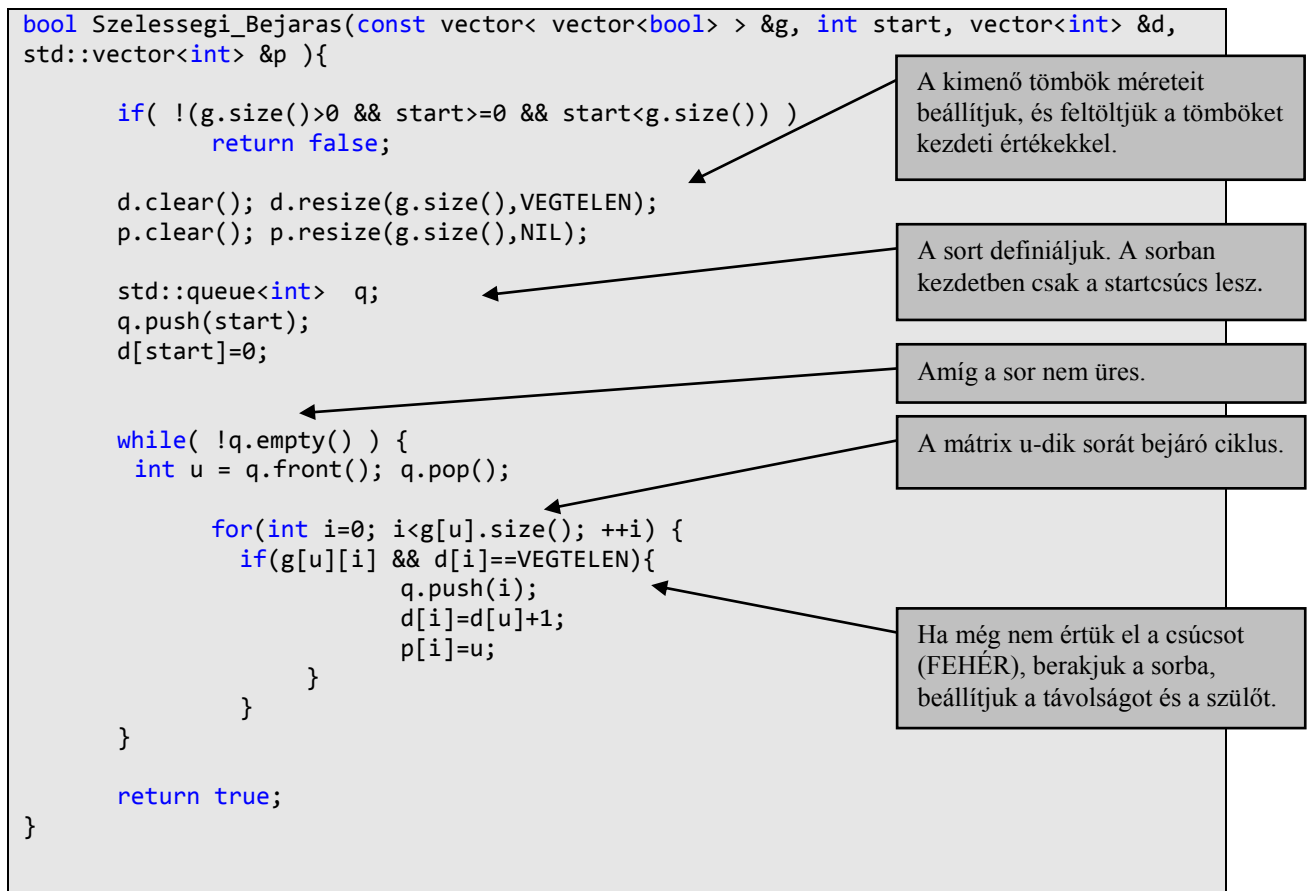 bool Szelessegi_Bejaras(const vector< vector<bool> > &g, int start, vector<int> &d,
std::vector<int> &p ){
if( !(g.size()>0 && start>=0 && start<g.size()) )
return false;
d.clear(); d.resize(g.size(),VEGTELEN);
p.clear(); p.resize(g.size(),NIL);
std::queue<int>  q;
q.push(start);
d[start]=0;
while( !q.empty() ) {
int u = q.front(); q.pop();
for(int i=0; i<g[u].size(); ++i) {
if(g[u][i] && d[i]==VEGTELEN){
q.push(i);
d[i]=d[u]+1;
p[i]=u;
}
}
}
return true;
}
A kimenő tömbök méreteit
beállítjuk, és feltöltjük a tömböket
kezdeti értékekkel.
A sort definiáljuk. A sorban
kezdetben csak a startcsúcs lesz.
Amíg a sor nem üres.
A mátrix u-dik sorát bejáró ciklus.
Ha még nem értük el a csúcsot
(FEHÉR), berakjuk a sorba,
beállítjuk a távolságot és a szülőt.